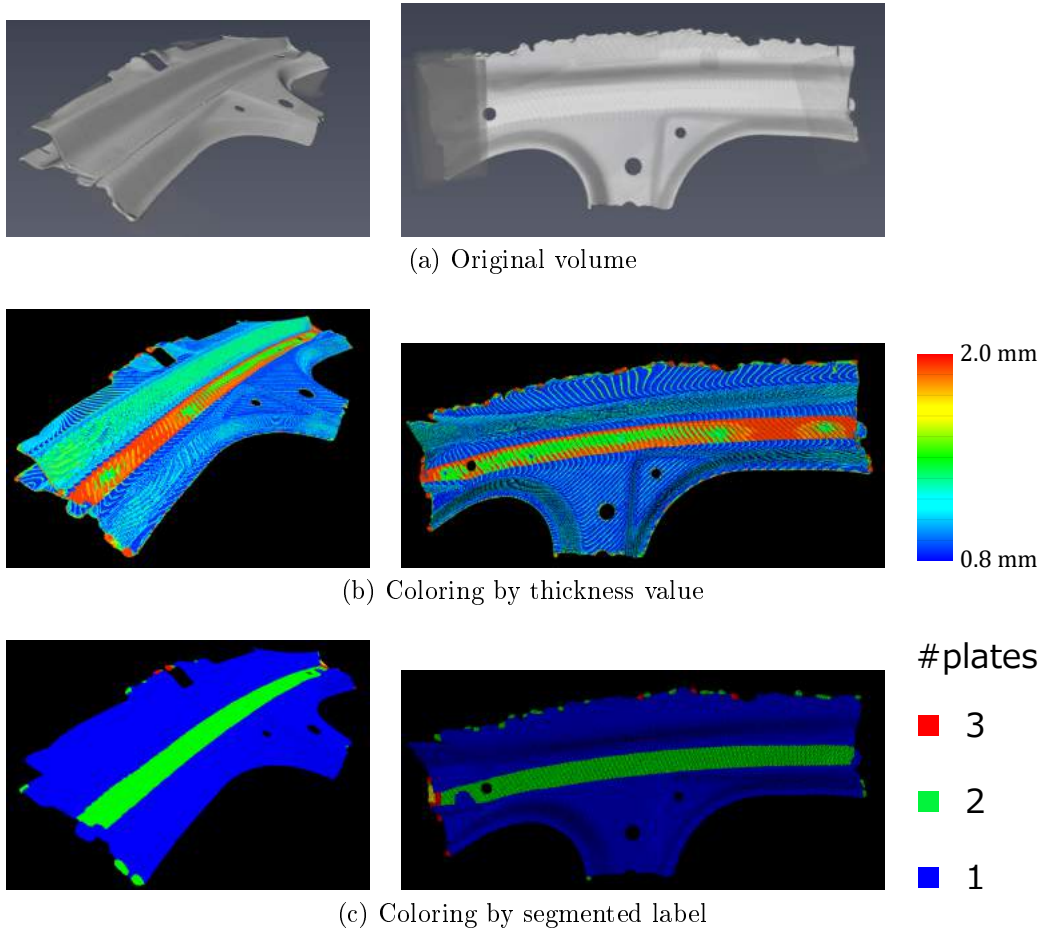 (a) Original volume
2.0 mm
0.8 mm
(b) Coloring by thickness value
#plates
3
2
1
(c) Coloring by segmented label